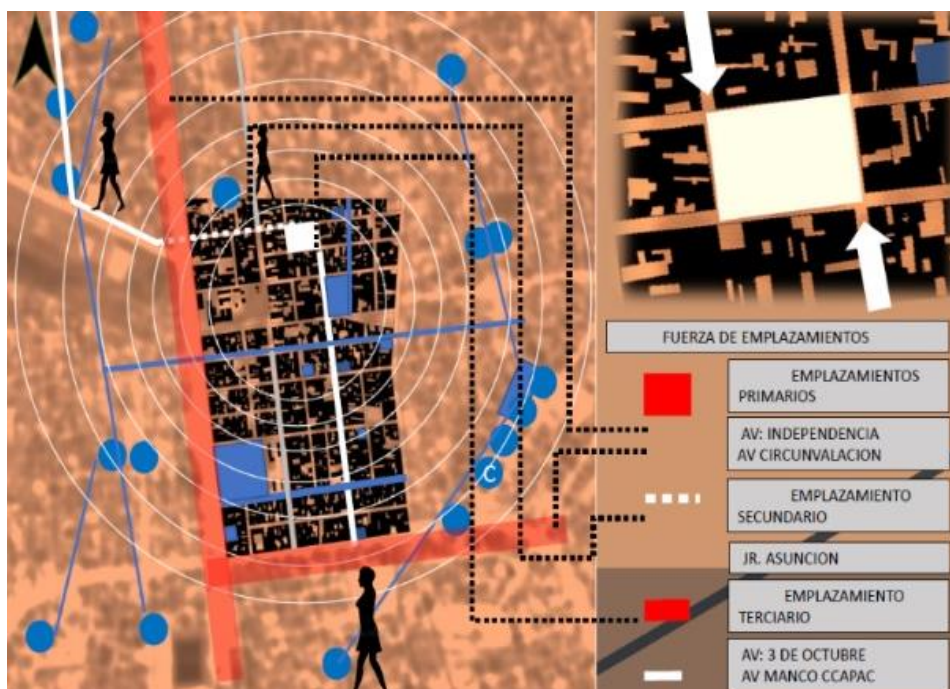 FUERZA DE EMPLAZAMIENTOS
EMPLAZAMIENTOS
PRIMARIOS
AV: INDEPENDENCIA
AV CIRCUNVALACION
EMPLAZAMIENTO
SECUNDARIO
JR. ASUNCION
EMPLAZAMIENTO
TERCIARIO
AV: 3 DE OCTUBRE
AV MANCO CCAPAC
C